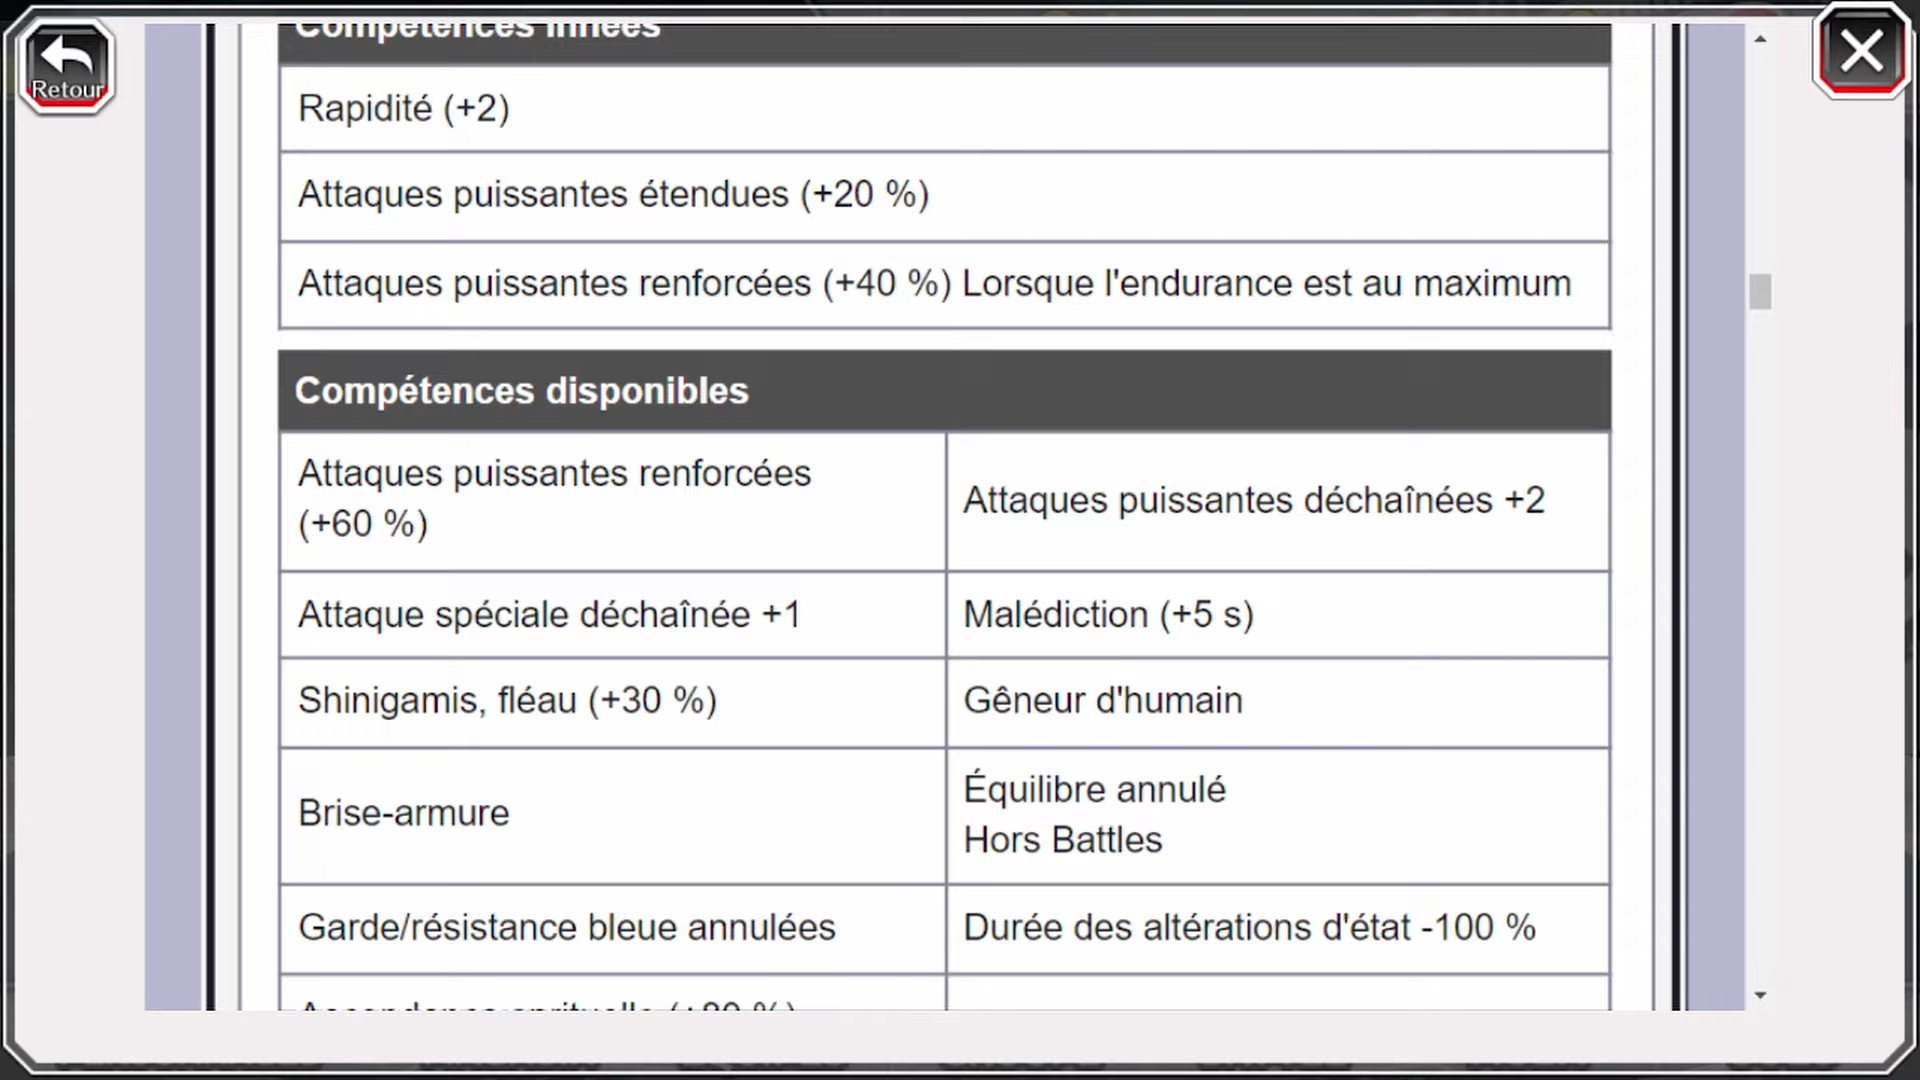 Compétences innées
Retour
Rapidité (+2)
Attaques puissantes étendues (+20 %)
Attaques puissantes renforcées (+40 %) Lorsque l'endurance est au maximum
Compétences disponibles
Attaques puissantes renforcées
(+60 %)
Attaques puissantes déchaînées +2
Attaque spéciale déchaînée +1
Malédiction (+5 s)
Shinigamis, fléau (+30 %)
Gêneur d'humain
Brise-armure
Équilibre annulé
Hors Battles
Garde/résistance bleue annulées
Durée des altérations d'état -100 %